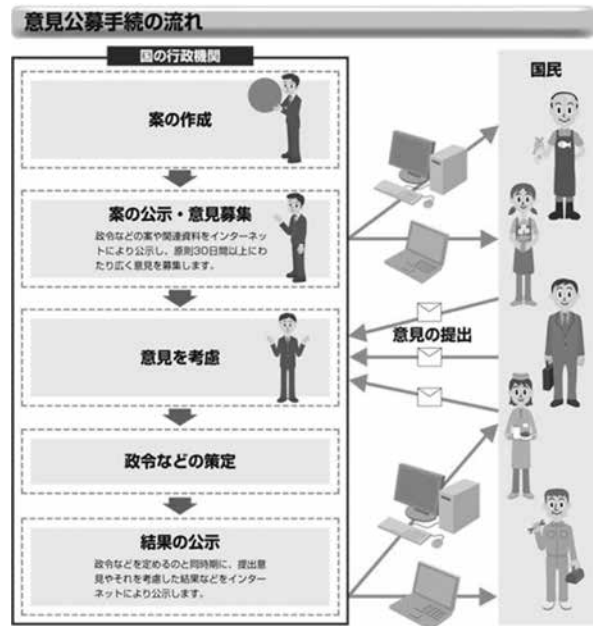 意見公募手続の流れ
国の行政機関
国民
案の作成
案の公示・意見募集
政令などの案や関連資料をインターネッ
トにより公示し、原則30日間以上にわ
たり広く意見を募集します。
意見を考慮
意見の提出
政令などの策定
結果の公示
政令などを定めるのと同時期に、提出意
見やそれを考慮した結果などをインター
ネットにより公示します。